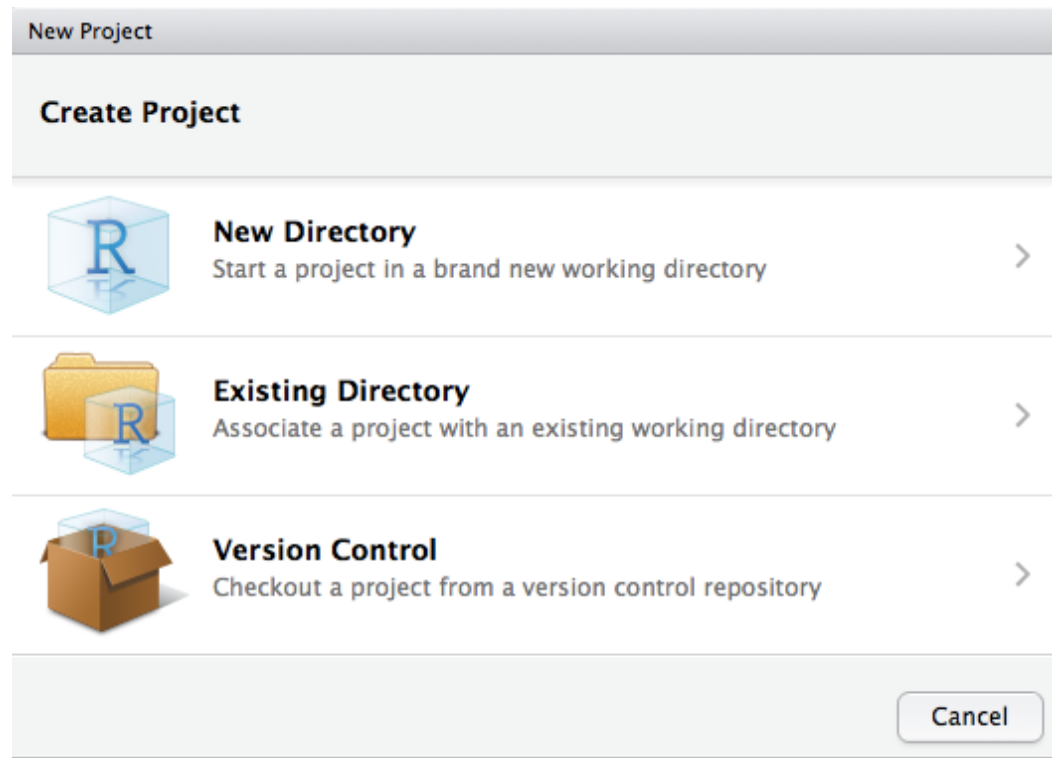 New Project
Create Project
R
New Directory
Start a project in a brand new working directory
R
Existing Directory
Associate a project with an existing working directory
R
Version Control
Checkout a project from a version control repository
Cancel